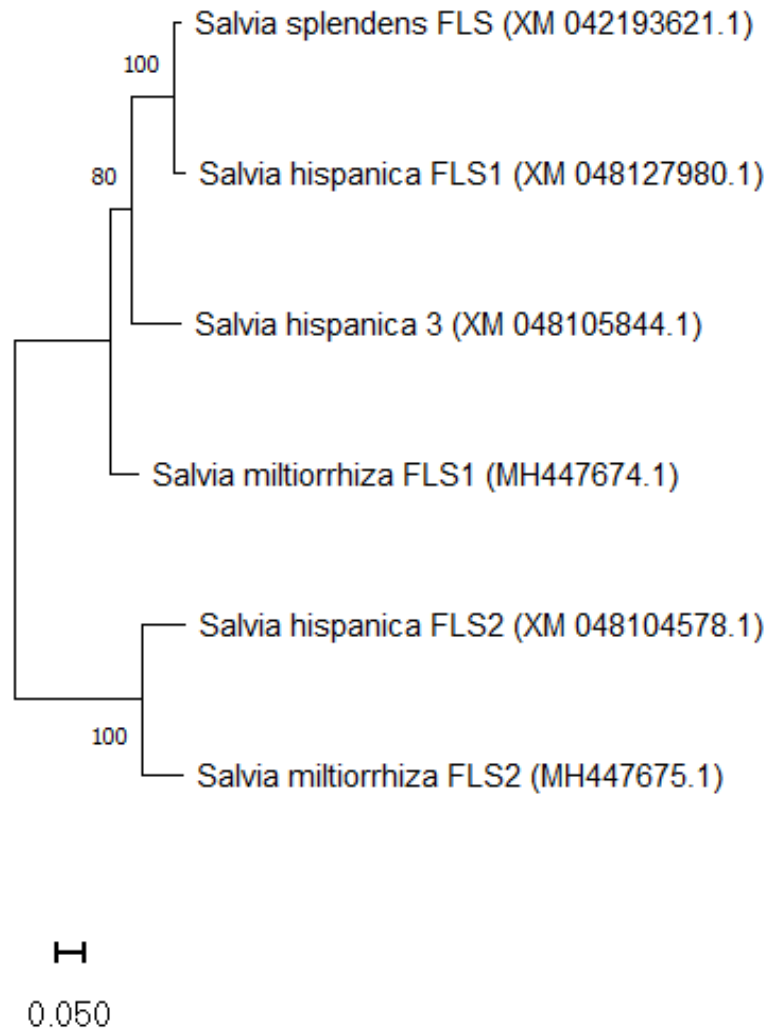 Salvia splendens FLS (XM 042193621.1)
100
Salvia hispanica FLS1 (XM 048127980.1)
80
Salvia hispanica 3 (XM 048105844.1)
Salvia miltiorrhiza FLS1 (MH447674.1)
Salvia hispanica FLS2 (XM 048104578.1)
100
Salvia miltiorrhiza FLS2 (MH447675.1)
0.050